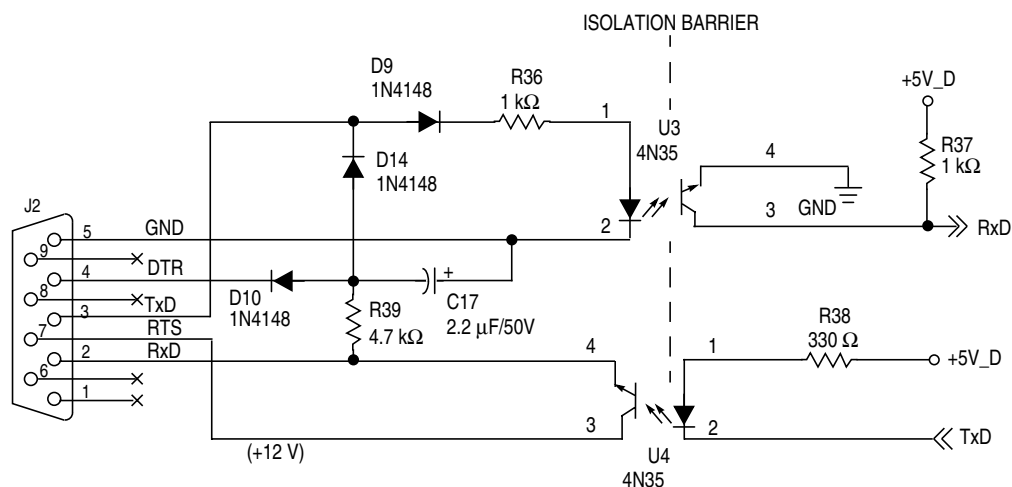 ISOLATION BARRIER
D9
1N4148
R36
1 kΩ
1
U3
4N35
+5V_D
R37
1 kΩ
4
GND
3
RxD
D14
1N4148
2
J2
5
GND
9
4
DTR
8
3
TxD
7
RTS
2
RxD
6
1
D10
1N4148
+
C17
2.2 µF/50V
R39
4.7 kΩ
4
3
(+12 V)
1
R38
330 Ω
+5V_D
2
TxD
U4
4N35